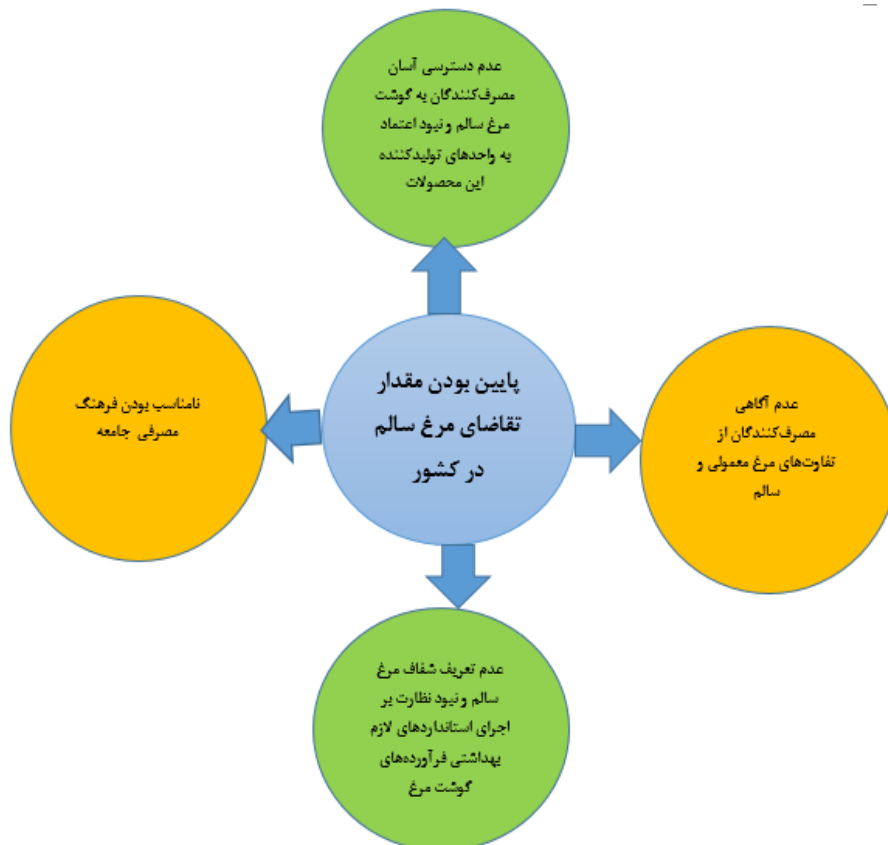 عدم دسترسی آسان
مصرف‌کنندگان به گوشت
مرغ سالم و نبود اعتماد
به واحدهای تولیدکننده
این محصولات
پایین بودن مقدار
تقاضای مرغ سالم
در کشور
عدم آگاهی
مصرف‌کنندگان از
تفاوت‌های مرغ معمولی و
سالم
نامناسب بودن فرهنگ
مصرفی جامعه
عدم تعریف شفاف مرغ
سالم و نبود نظارت بر
اجرای استانداردهای لازم
بهداشتی فرآورده‌های
گوشت مرغ